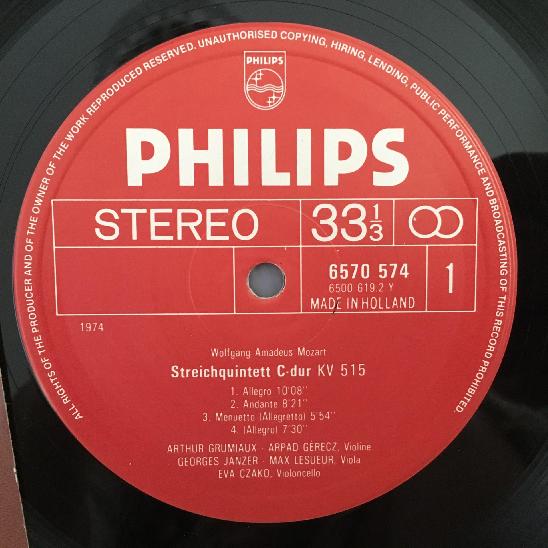 ALL RIGHTS OF THE PRODUCER AND OF THE OWNER OF THE WORK REPRODUCED RESERVED. UNAUTHORISED COPYING, HIRING, LENDING, PUBLIC PERFORMANCE AND BROADCASTING OF THIS RECORD PROHIBITED.
PHILIPS
PHILIPS
STEREO 33 1/3
6570 574 1
6500 619.2 Y
MADE IN HOLLAND
1974
Wolfgang Amadeus Mozart
Streichquintett C-dur KV 515
1. Allegro 10'08''
2. Andante 8'21''
3. Menuetto (Allegretto) 5'54''
4. (Allegro) 7'30''
ARTHUR GRUMIAUX - ARPAD GÉRECZ, Violine
GEORGES JANZER - MAX LESUEUR, Viola
EVA CZAKO, Violoncello